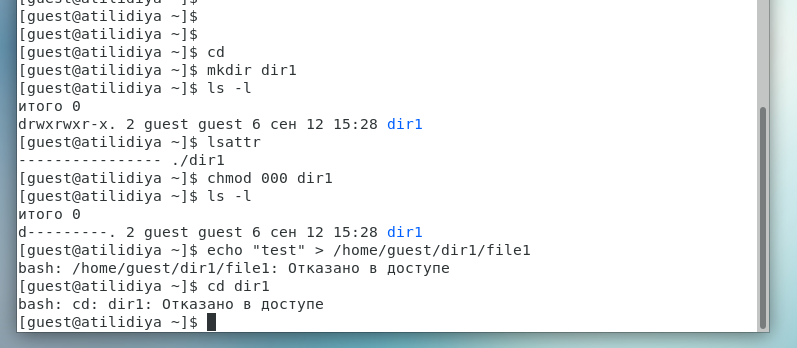 [guest@atilidiya ~]$
[guest@atilidiya ~]$
[guest@atilidiya ~]$
[guest@atilidiya ~]$ cd
[guest@atilidiya ~]$ mkdir dir1
[guest@atilidiya ~]$ ls -l
итого 0
drwxrwxr-x. 2 guest guest 6 сен 12 15:28 dir1
[guest@atilidiya ~]$ lsattr
---------------- ./dir1
[guest@atilidiya ~]$ chmod 000 dir1
[guest@atilidiya ~]$ ls -l
итого 0
d---------. 2 guest guest 6 сен 12 15:28 dir1
[guest@atilidiya ~]$ echo "test" > /home/guest/dir1/file1
bash: /home/guest/dir1/file1: Отказано в доступе
[guest@atilidiya ~]$ cd dir1
bash: cd: dir1: Отказано в доступе
[guest@atilidiya ~]$